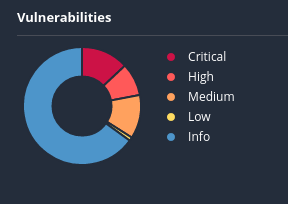 Vulnerabilities
Critical
High
Medium
Low
Info